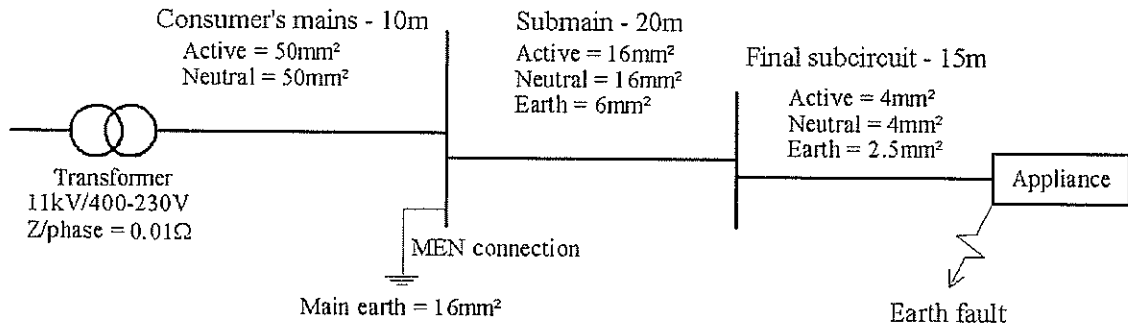 Consumer's mains - 10m
Active = 50mm²
Neutral = 50mm²
Submain - 20m
Active = 16mm²
Neutral = 16mm²
Earth = 6mm²
Final subcircuit - 15m
Active = 4mm²
Neutral = 4mm²
Earth = 2.5mm²
Transformer
11kV/400-230V
Z/phase = 0.01Ω
MEN connection
Main earth = 16mm²
Appliance
Earth fault